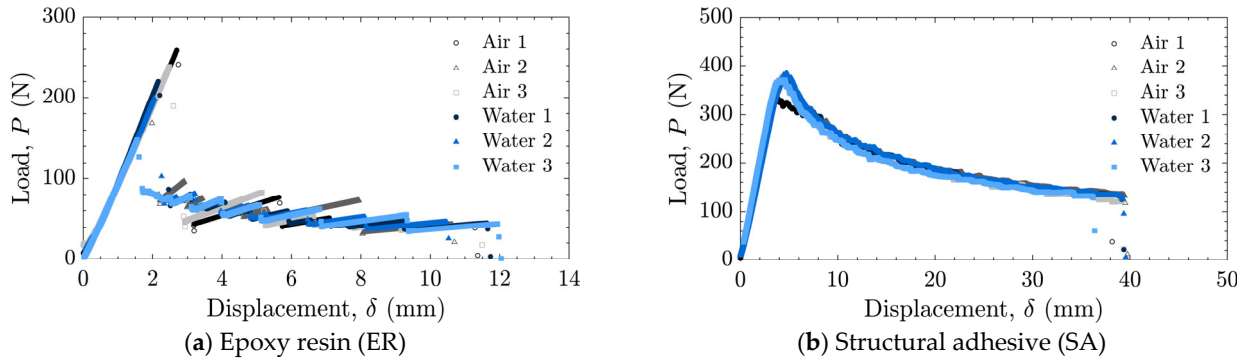 300
200
100
0
Load, P (N)
0 2 4 6 8 10 12 14
Displacement, δ (mm)
Air 1
Air 2
Air 3
Water 1
Water 2
Water 3
(a) Epoxy resin (ER)
500
400
300
200
100
0
Load, P (N)
0 10 20 30 40 50
Displacement, δ (mm)
Air 1
Air 2
Air 3
Water 1
Water 2
Water 3
(b) Structural adhesive (SA)